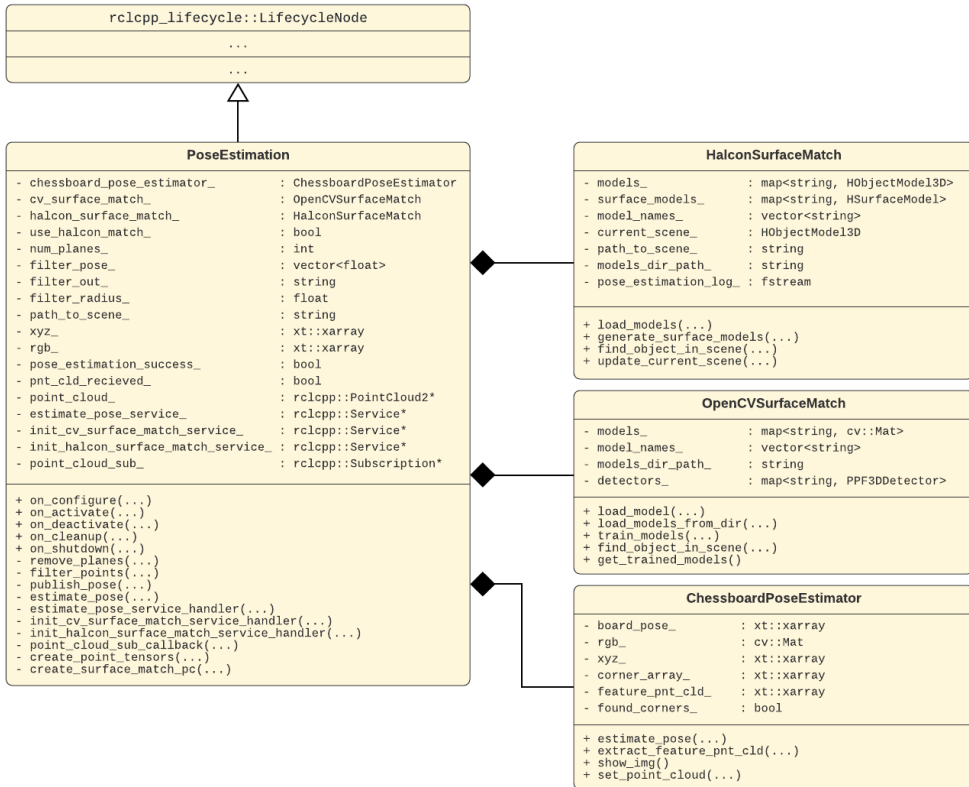 rclcpp_lifecycle::LifecycleNode
...
...
PoseEstimation
- chessboard_pose_estimator_ : ChessboardPoseEstimator
- cv_surface_match_ : OpenCVSurfaceMatch
- halcon_surface_match_ : HalconSurfaceMatch
- use_halcon_match_ : bool
- num_planes_ : int
- filter_pose_ : vector<float>
- filter_out_ : string
- filter_radius_ : float
- path_to_scene_ : string
- xyz_ : xt::xarray
- rgb_ : xt::xarray
- pose_estimation_success_ : bool
- pnt_cld_recieved_ : bool
- point_cloud_ : rclcpp::PointCloud2*
- estimate_pose_service_ : rclcpp::Service*
- init_cv_surface_match_service_ : rclcpp::Service*
- init_halcon_surface_match_service_ : rclcpp::Service*
- point_cloud_sub_ : rclcpp::Subscription*
+ on_configure(...)
+ on_activate(...)
+ on_deactivate(...)
+ on_cleanup(...)
+ on_shutdown(...)
- remove_planes(...)
- filter_points(...)
- publish_pose(...)
- estimate_pose(...)
- estimate_pose_service_handler(...)
- init_cv_surface_match_service_handler(...)
- init_halcon_surface_match_service_handler(...)
- point_cloud_sub_callback(...)
- create_point_tensors(...)
- create_surface_match_pc(...)
HalconSurfaceMatch
- models_ : map<string, HObjectModel3D>
- surface_models_ : map<string, HSurfaceModel>
- model_names_ : vector<string>
- current_scene_ : HObjectModel3D
- path_to_scene_ : string
- models_dir_path_ : string
- pose_estimation_log_ : fstream
+ load_models(...)
+ generate_surface_models(...)
+ find_object_in_scene(...)
+ update_current_scene(...)
OpenCVSurfaceMatch
- models_ : map<string, cv::Mat>
- model_names_ : vector<string>
- models_dir_path_ : string
- detectors_ : map<string, PPF3DDetector>
+ load_model(...)
+ load_models_from_dir(...)
+ train_models(...)
+ find_object_in_scene(...)
+ get_trained_models()
ChessboardPoseEstimator
- board_pose_ : xt::xarray
- rgb_ : cv::Mat
- xyz_ : xt::xarray
- corner_array_ : xt::xarray
- feature_pnt_cld_ : xt::xarray
- found_corners_ : bool
+ estimate_pose(...)
+ extract_feature_pnt_cld(...)
+ show_img()
+ set_point_cloud(...)